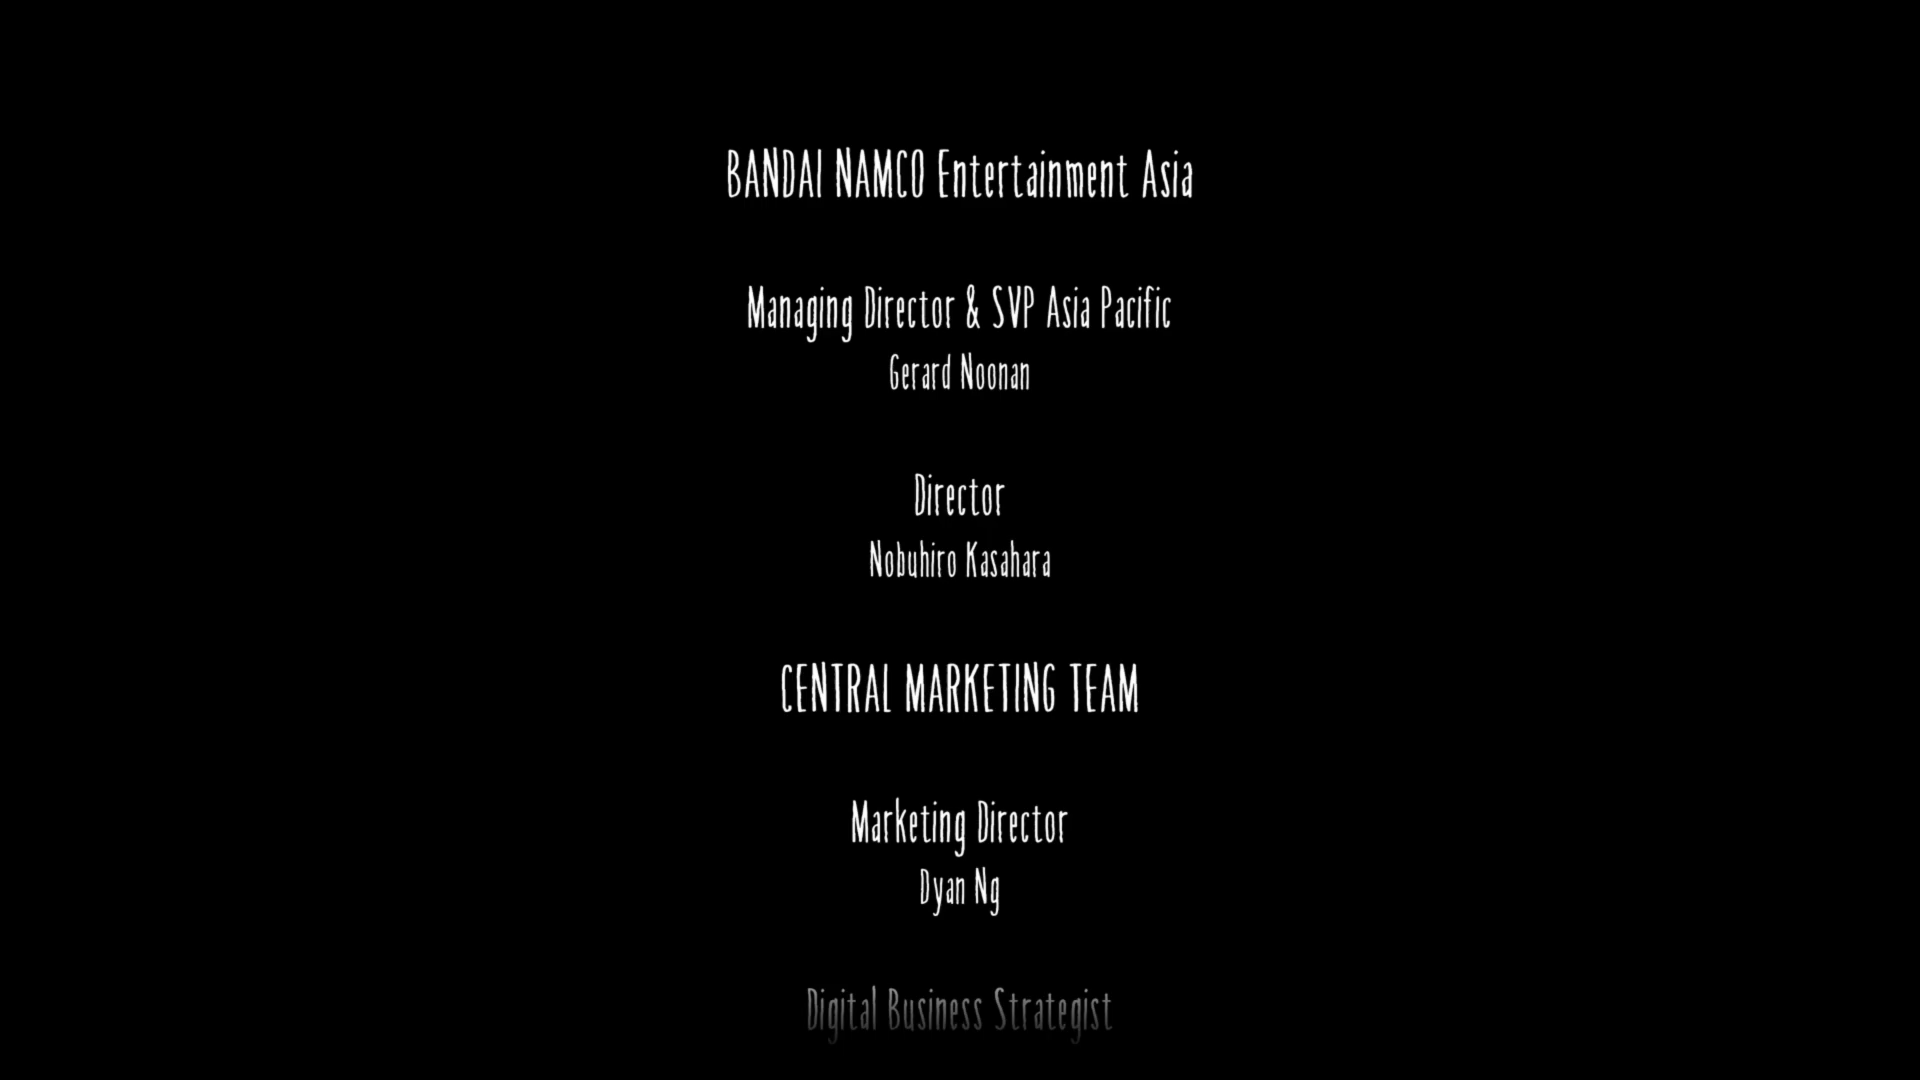 BANDAI NAMCO Entertainment Asia
Managing Director & SVP Asia Pacific
Gerard Noonan
Director
Nobuhiro Kasahara
CENTRAL MARKETING TEAM
Marketing Director
Dyan Ng
Digital Business Strategist